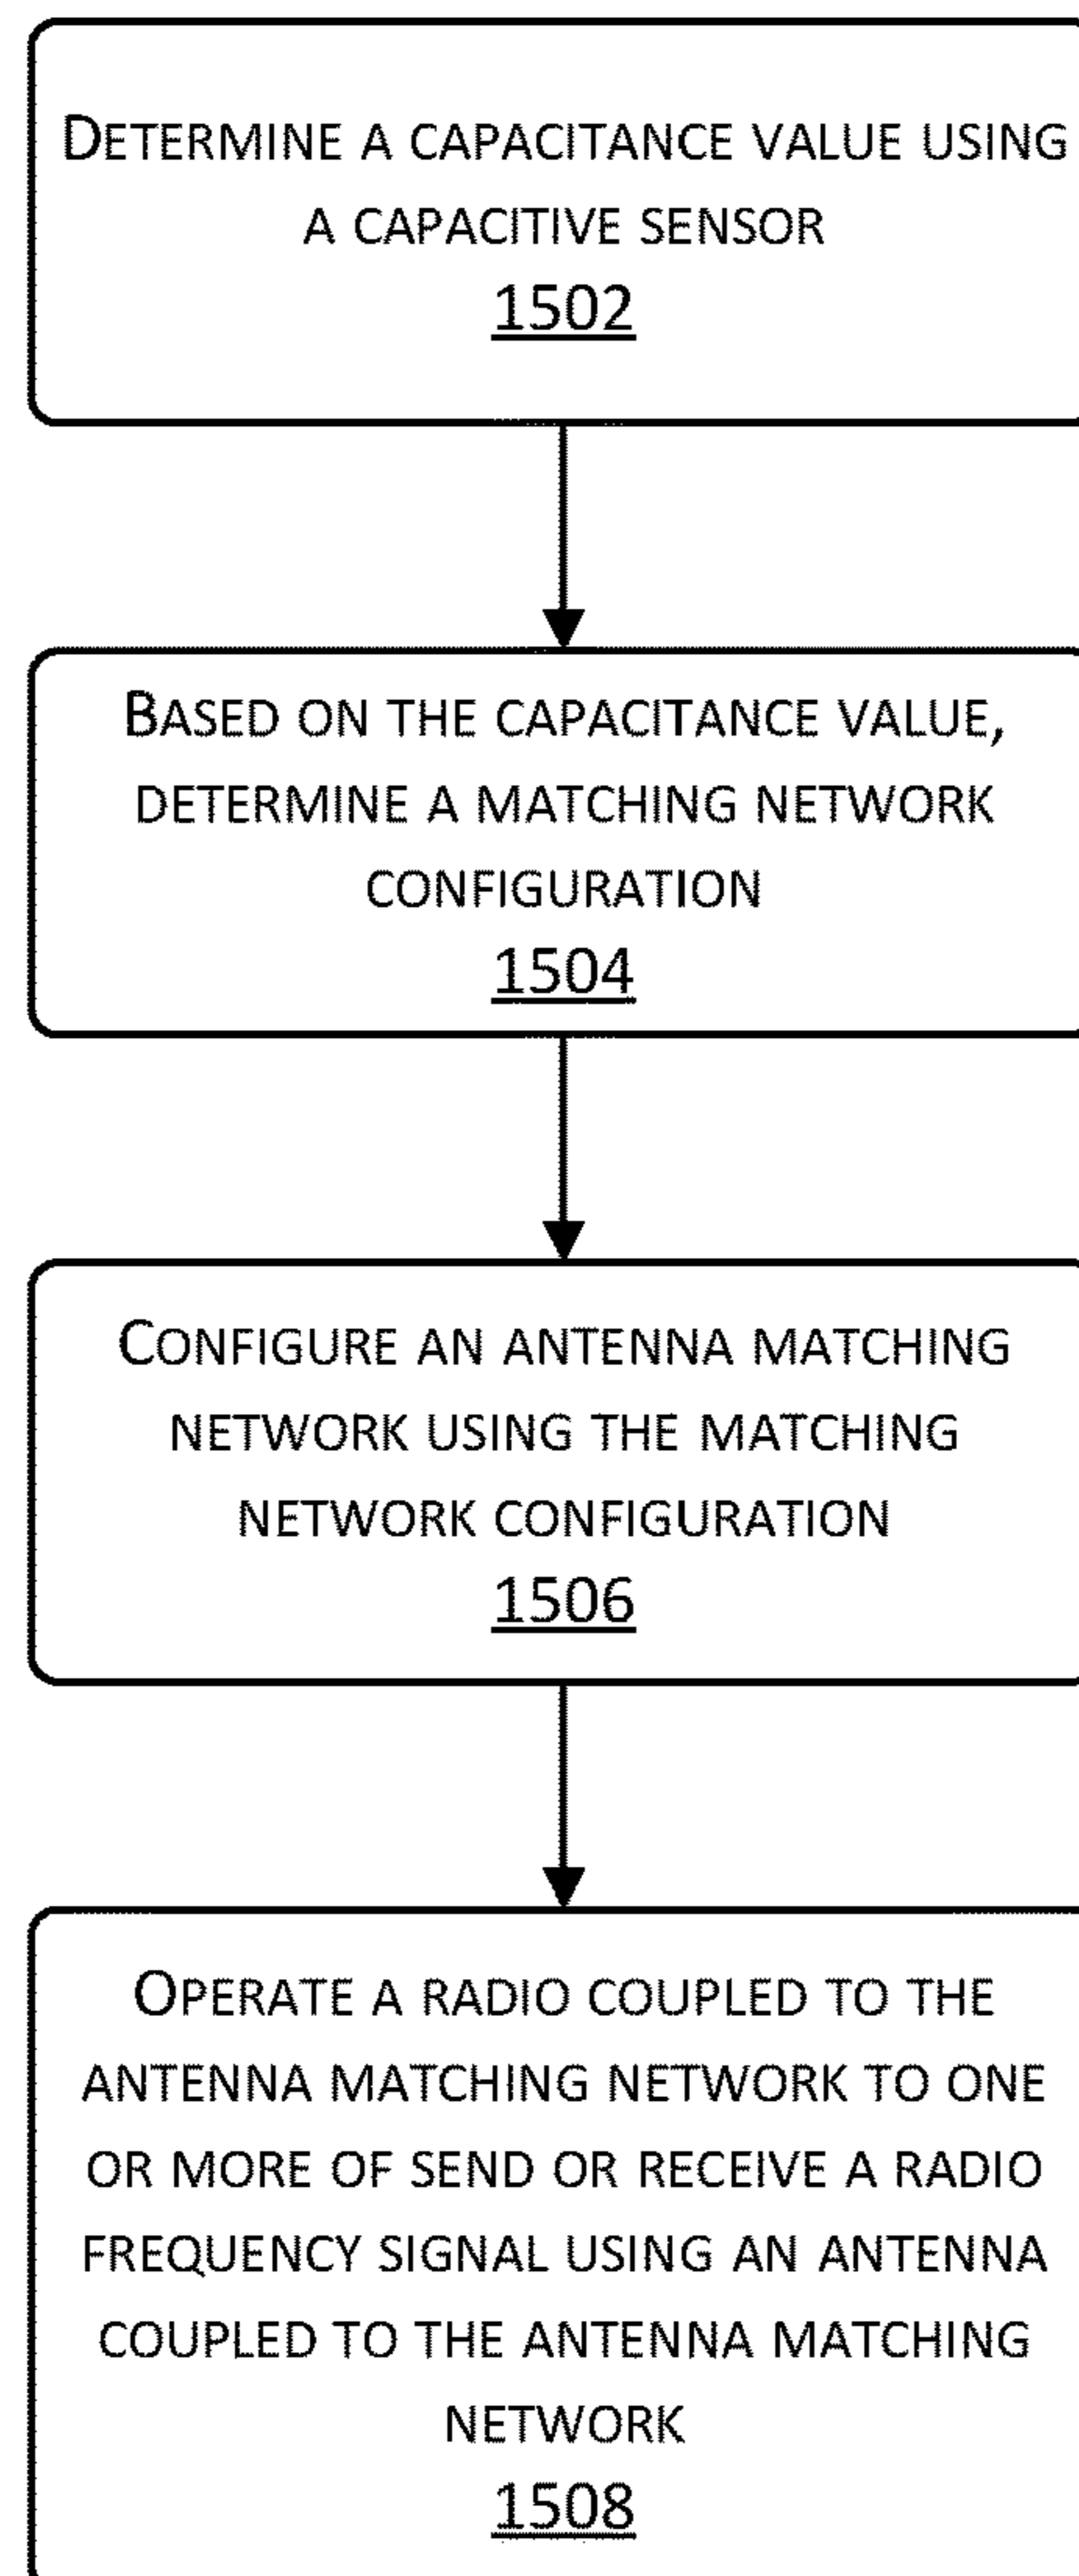 DETERMINE A CAPACITANCE VALUE USING
A CAPACITIVE SENSOR
1502
BASED ON THE CAPACITANCE VALUE,
DETERMINE A MATCHING NETWORK
CONFIGURATION
1504
CONFIGURE AN ANTENNA MATCHING
NETWORK USING THE MATCHING
NETWORK CONFIGURATION
1506
OPERATE A RADIO COUPLED TO THE
ANTENNA MATCHING NETWORK TO ONE
OR MORE OF SEND OR RECEIVE A RADIO
FREQUENCY SIGNAL USING AN ANTENNA
COUPLED TO THE ANTENNA MATCHING
NETWORK
1508